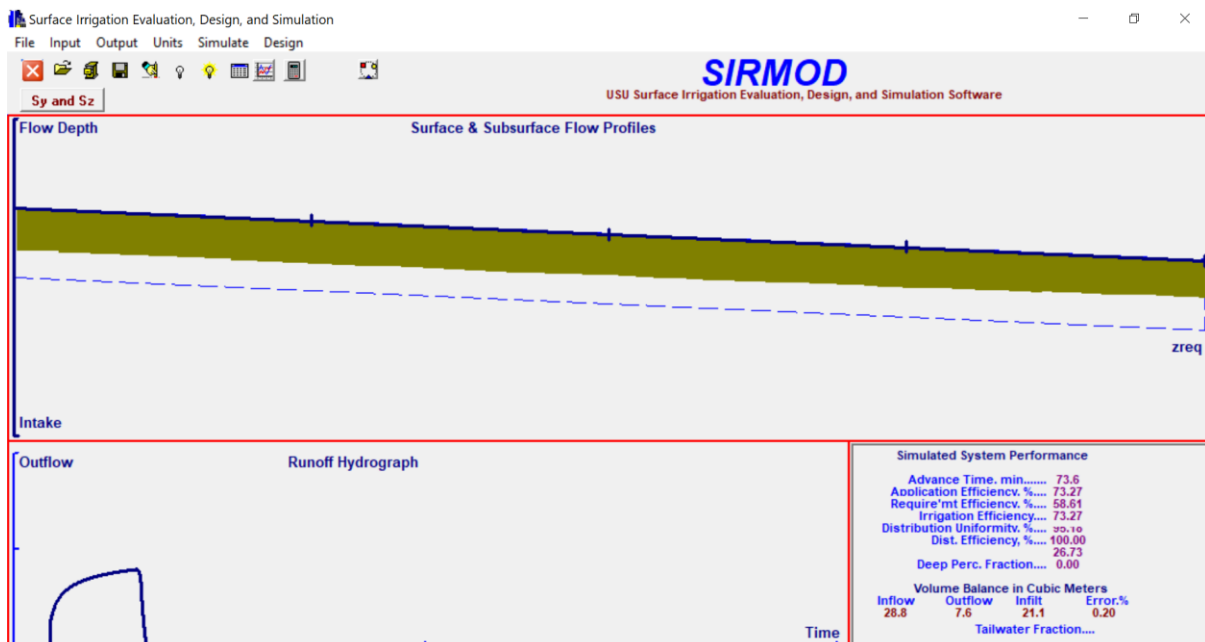 Surface Irrigation Evaluation, Design, and Simulation
File Input Output Units Simulate Design
SIRMOD
USU Surface Irrigation Evaluation, Design, and Simulation Software
Sy and Sz
Flow Depth
Surface & Subsurface Flow Profiles
zreq
Intake
Outflow
Runoff Hydrograph
Time
Simulated System Performance
Advance Time, min....... 73.6
Application Efficiency, %.... 73.27
Require'mt Efficiency, %.... 58.61
Irrigation Efficiency.... 73.27
Distribution Uniformity, %....
Dist. Efficiency, %.... 100.00
26.73
Deep Perc. Fraction.... 0.00
Volume Balance in Cubic Meters
Inflow Outflow Infilt Error.%
28.8 7.6 21.1 0.20
Tailwater Fraction....